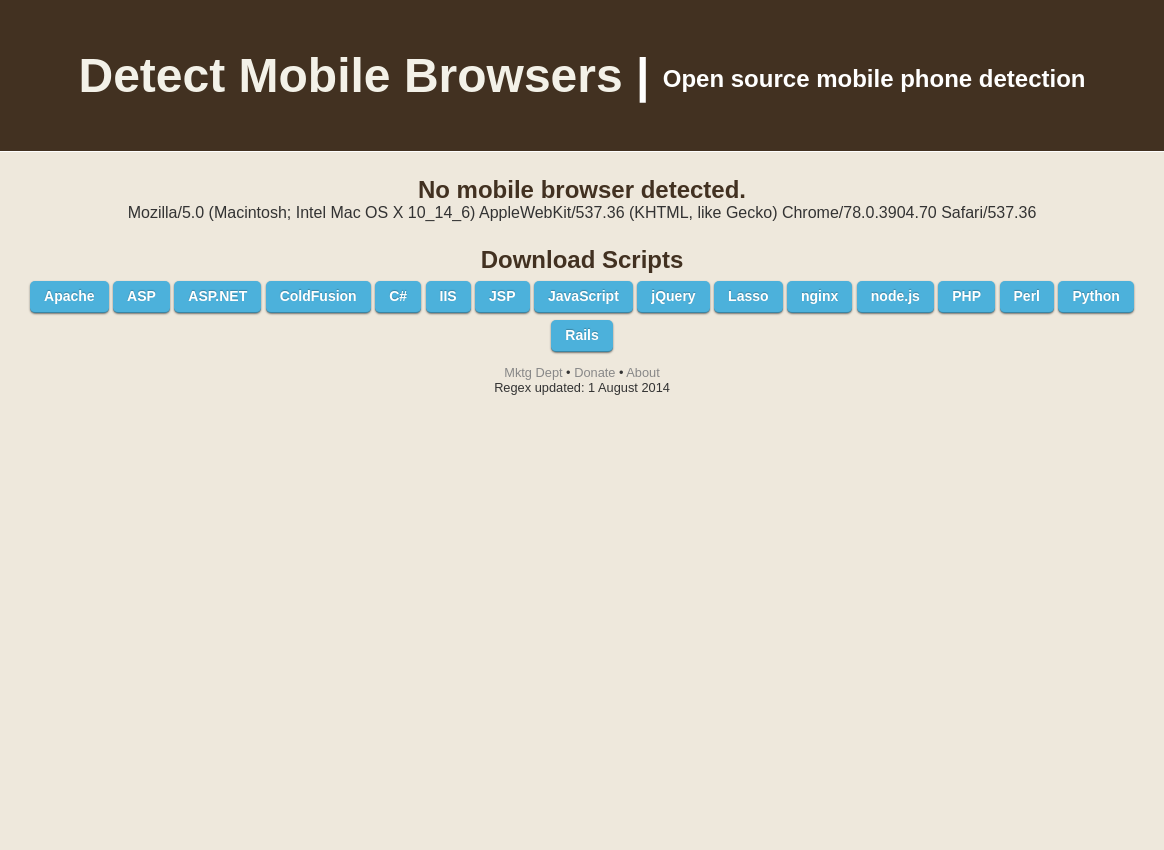 Detect Mobile Browsers | Open source mobile phone detection
No mobile browser detected.
Mozilla/5.0 (Macintosh; Intel Mac OS X 10_14_6) AppleWebKit/537.36 (KHTML, like Gecko) Chrome/78.0.3904.70 Safari/537.36
Download Scripts
Apache ASP ASP.NET ColdFusion C# IIS JSP JavaScript jQuery Lasso nginx node.js PHP Perl Python
Rails
Mktg Dept • Donate • About
Regex updated: 1 August 2014